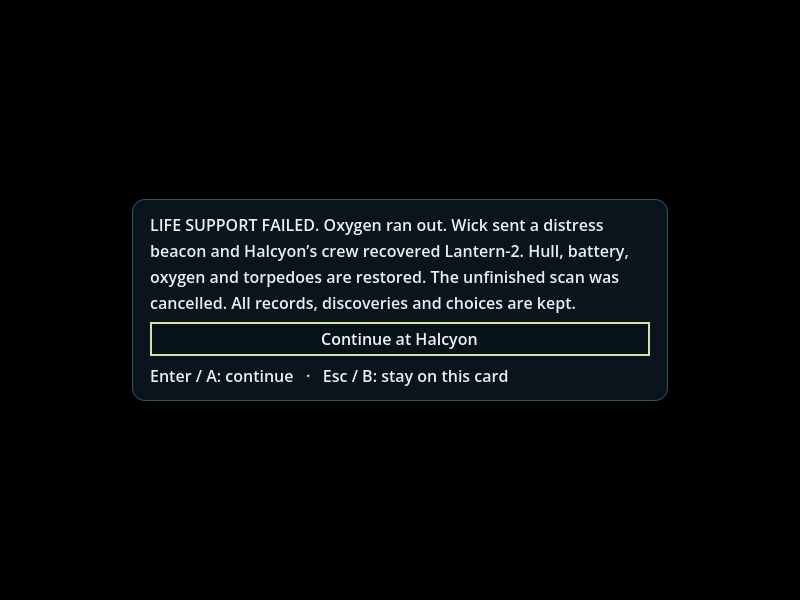 LIFE SUPPORT FAILED. Oxygen ran out. Wick sent a distress
beacon and Halcyon’s crew recovered Lantern-2. Hull, battery,
oxygen and torpedoes are restored. The unfinished scan was
cancelled. All records, discoveries and choices are kept.
Continue at Halcyon
Enter / A: continue · Esc / B: stay on this card